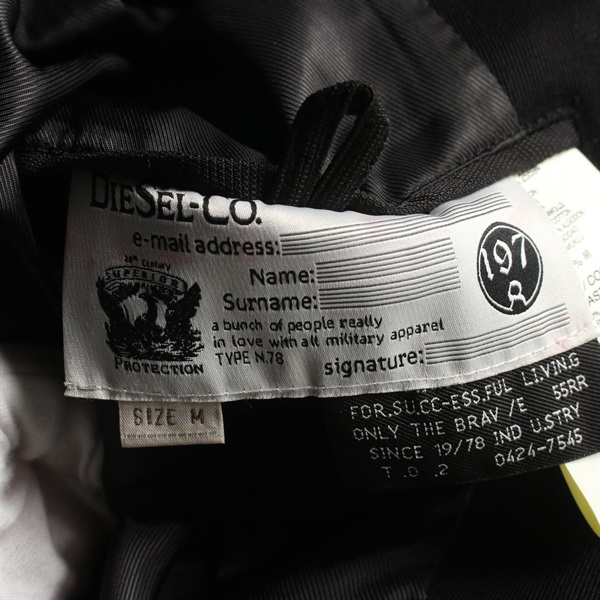 DIESEL-CO.
e-mail address:
Name:
Surname:
a bunch of people really
in love with all military apparel
TYPE N.78
signature:
20th Century
SUPERIOR
PROTECTION
197
8
SIZE M
FOR.SU.CC-ESS.FUL LIVING
ONLY THE BRAV /E 55RR
SINCE 19/78 IND U.STRY
T .O .2 0424-7545